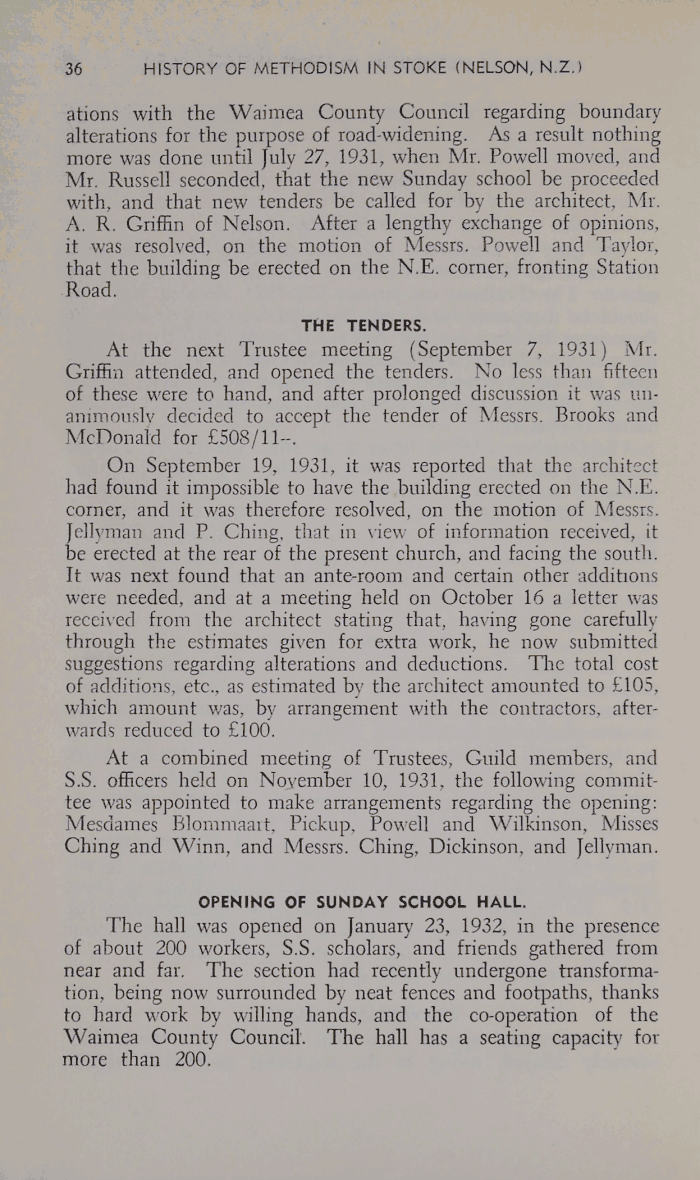 36 HISTORY OF METHODISM IN STOKE (NELSON, N.Z.)
ations with the Waimea County Council regarding boundary
alterations for the purpose of road-widening. As a result nothing
more was done until July 27, 1931, when Mr. Powell moved, and
Mr. Russell seconded, that the new Sunday school be proceeded
with, and that new tenders be called for by the architect, Mr.
A. R. Griffin of Nelson. After a lengthy exchange of opinions,
it was resolved, on the motion of Messrs. Powell and Taylor,
that the building be erected on the N.E. corner, fronting Station
Road.
THE TENDERS.
At the next Trustee meeting (September 7, 1931) Mr.
Griffin attended, and opened the tenders. No less than fifteen
of these were to hand, and after prolonged discussion it was un-
animously decided to accept the tender of Messrs. Brooks and
McDonald for £508/11--.
On September 19, 1931, it was reported that the architect
had found it impossible to have the building erected on the N.E.
corner, and it was therefore resolved, on the motion of Messrs.
Jellyman and P. Ching, that in view of information received, it
be erected at the rear of the present church, and facing the south.
It was next found that an ante-room and certain other additions
were needed, and at a meeting held on October 16 a letter was
received from the architect stating that, having gone carefully
through the estimates given for extra work, he now submitted
suggestions regarding alterations and deductions. The total cost
of additions, etc., as estimated by the architect amounted to £105,
which amount was, by arrangement with the contractors, after-
wards reduced to £100.
At a combined meeting of Trustees, Guild members, and
S.S. officers held on November 10, 1931, the following commit-
tee was appointed to make arrangements regarding the opening:
Mesdames Blommaart, Pickup, Powell and Wilkinson, Misses
Ching and Winn, and Messrs. Ching, Dickinson, and Jellyman.
OPENING OF SUNDAY SCHOOL HALL.
The hall was opened on January 23, 1932, in the presence
of about 200 workers, S.S. scholars, and friends gathered from
near and far. The section had recently undergone transforma-
tion, being now surrounded by neat fences and footpaths, thanks
to hard work by willing hands, and the co-operation of the
Waimea County Council. The hall has a seating capacity for
more than 200.